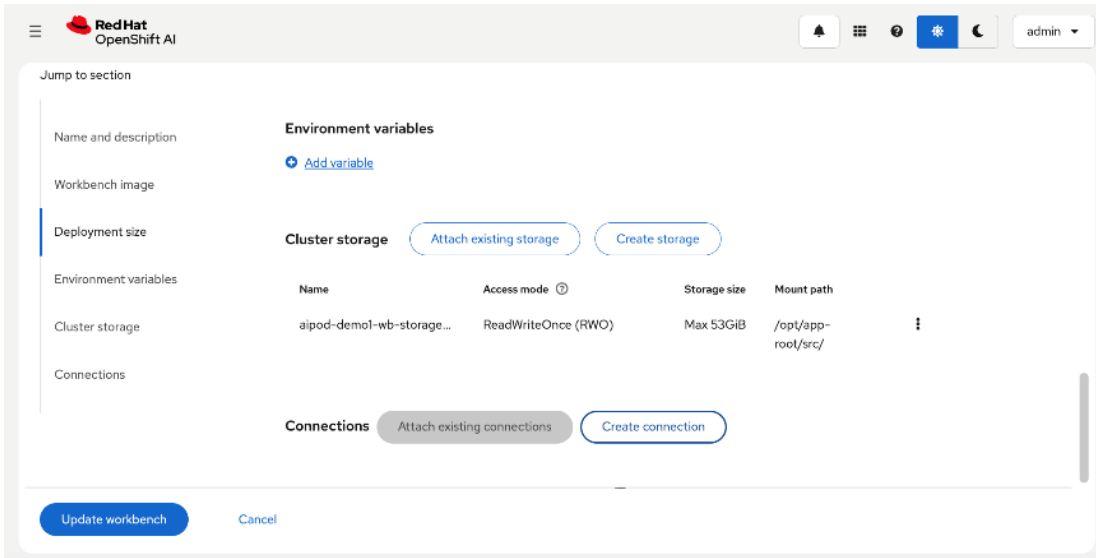 Red Hat
OpenShift AI
admin
Jump to section
Name and description
Workbench image
Deployment size
Environment variables
Cluster storage
Connections
Environment variables
Add variable
Cluster storage
Attach existing storage
Create storage
Name
Access mode
Storage size
Mount path
aipod-demo1-wb-storage...
ReadWriteOnce (RWO)
Max 53GiB
/opt/app-
root/src/
Connections
Attach existing connections
Create connection
Update workbench
Cancel